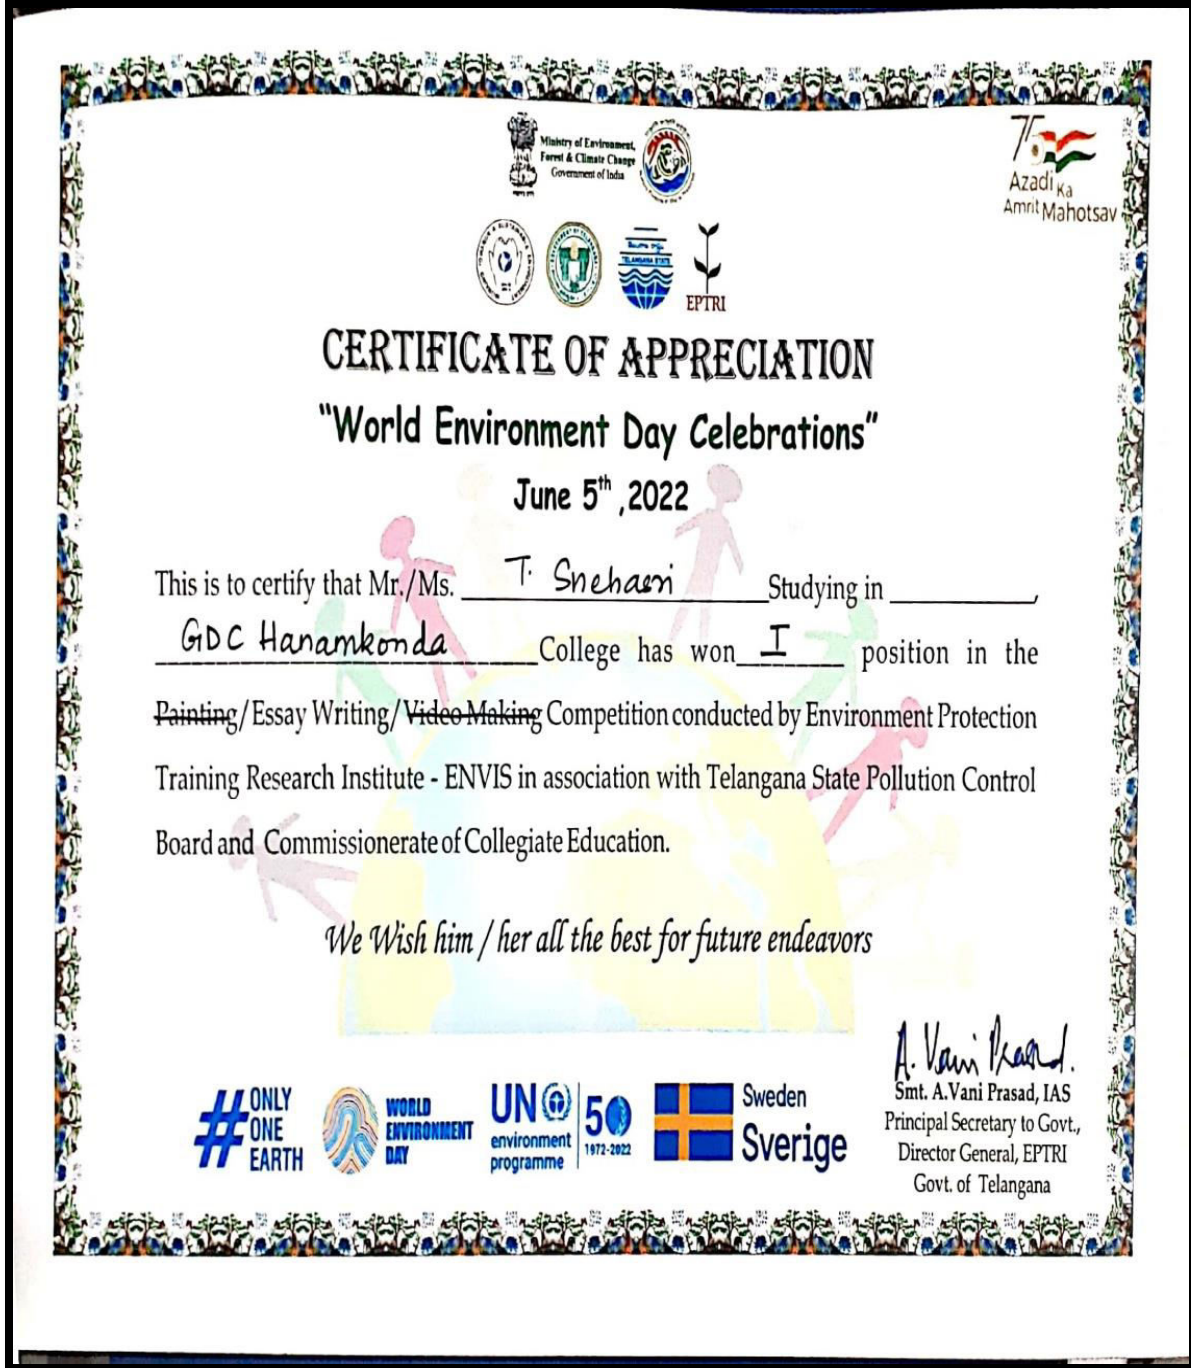 Ministry of Environment,
Forest & Climate Change
Government of India
75
Azadi Ka
Amrit Mahotsav
TELANGANA STATE
EPTRI
CERTIFICATE OF APPRECIATION
"World Environment Day Celebrations"
June 5th ,2022
This is to certify that Mr./Ms. T. Snehasri Studying in ,
GDC Hanamkonda College has won I position in the
Painting/Essay Writing/Video Making Competition conducted by Environment Protection
Training Research Institute - ENVIS in association with Telangana State Pollution Control
Board and Commissionerate of Collegiate Education.
We Wish him / her all the best for future endeavors
A. Vani Prasad.
Smt. A.Vani Prasad, IAS
Principal Secretary to Govt.,
Director General, EPTRI
Govt. of Telangana
#ONLY
ONE
EARTH
WORLD
ENVIRONMENT
DAY
UN
environment
programme
50
1972-2022
Sweden
Sverige